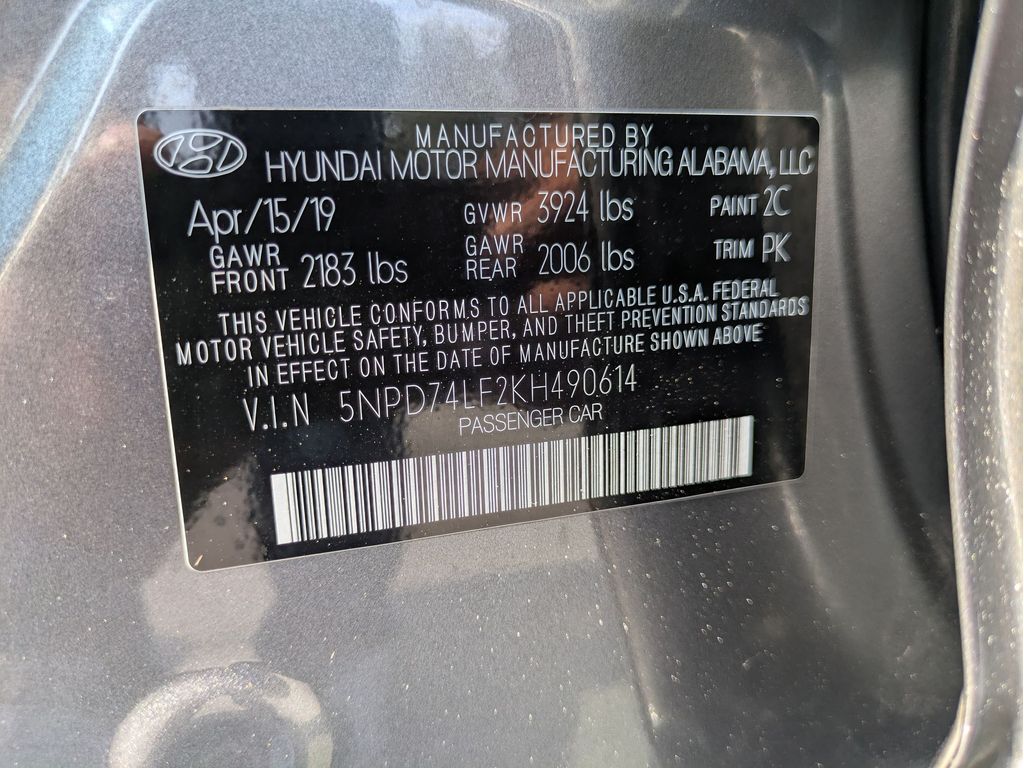 MANUFACTURED BY
HYUNDAI MOTOR MANUFACTURING ALABAMA, LLC
Apr/15/19 GVWR 3924 lbs PAINT 2C
GAWR FRONT 2183 lbs GAWR REAR 2006 lbs TRIM PK
THIS VEHICLE CONFORMS TO ALL APPLICABLE U.S.A. FEDERAL
MOTOR VEHICLE SAFETY, BUMPER, AND THEFT PREVENTION STANDARDS
IN EFFECT ON THE DATE OF MANUFACTURE SHOWN ABOVE
V.I.N 5NPD74LF2KH490614
PASSENGER CAR